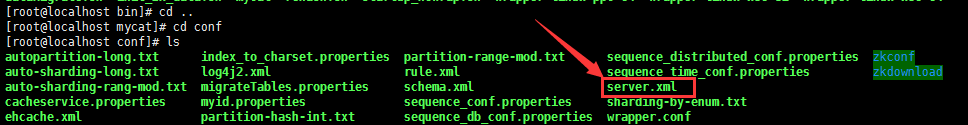 [root@localhost bin]# cd ..
[root@localhost mycat]# cd conf
[root@localhost conf]# ls
autopartition-long.txt index_to_charset.properties partition-range-mod.txt sequence_distributed_conf.properties zkconf
auto-sharding-long.txt log4j2.xml rule.xml sequence_time_conf.properties zkdownload
auto-sharding-rang-mod.txt migrateTables.properties schema.xml server.xml
cacheservice.properties myid.properties sequence_conf.properties sharding-by-enum.txt
ehcache.xml partition-hash-int.txt sequence_db_conf.properties wrapper.conf